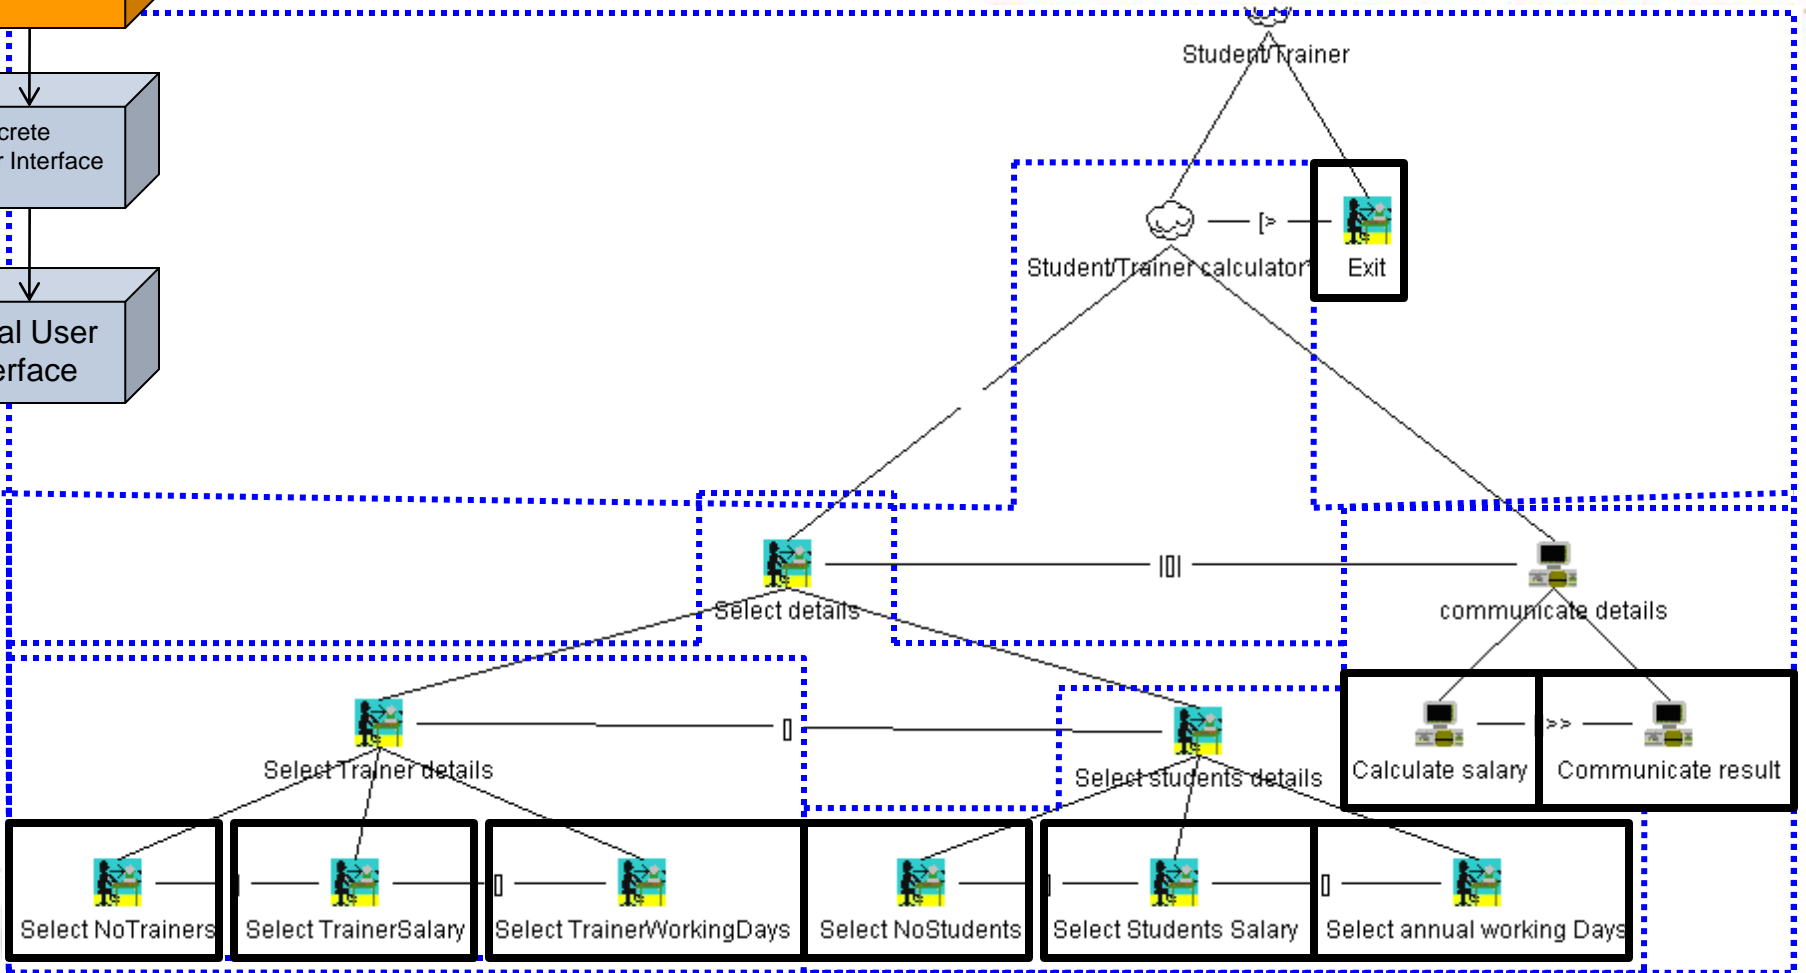 Student/Trainer
crete
r Interface
[>
Student/Trainer calculator*
Exit
al User
erface
|[]|
Select details
communicate details
[]
>>
Select Trainer details
Select students details
Calculate salary
Communicate result
[]
[]
Select NoTrainers
Select TrainerSalary
Select TrainerWorkingDays
Select NoStudents
Select Students Salary
Select annual working Days